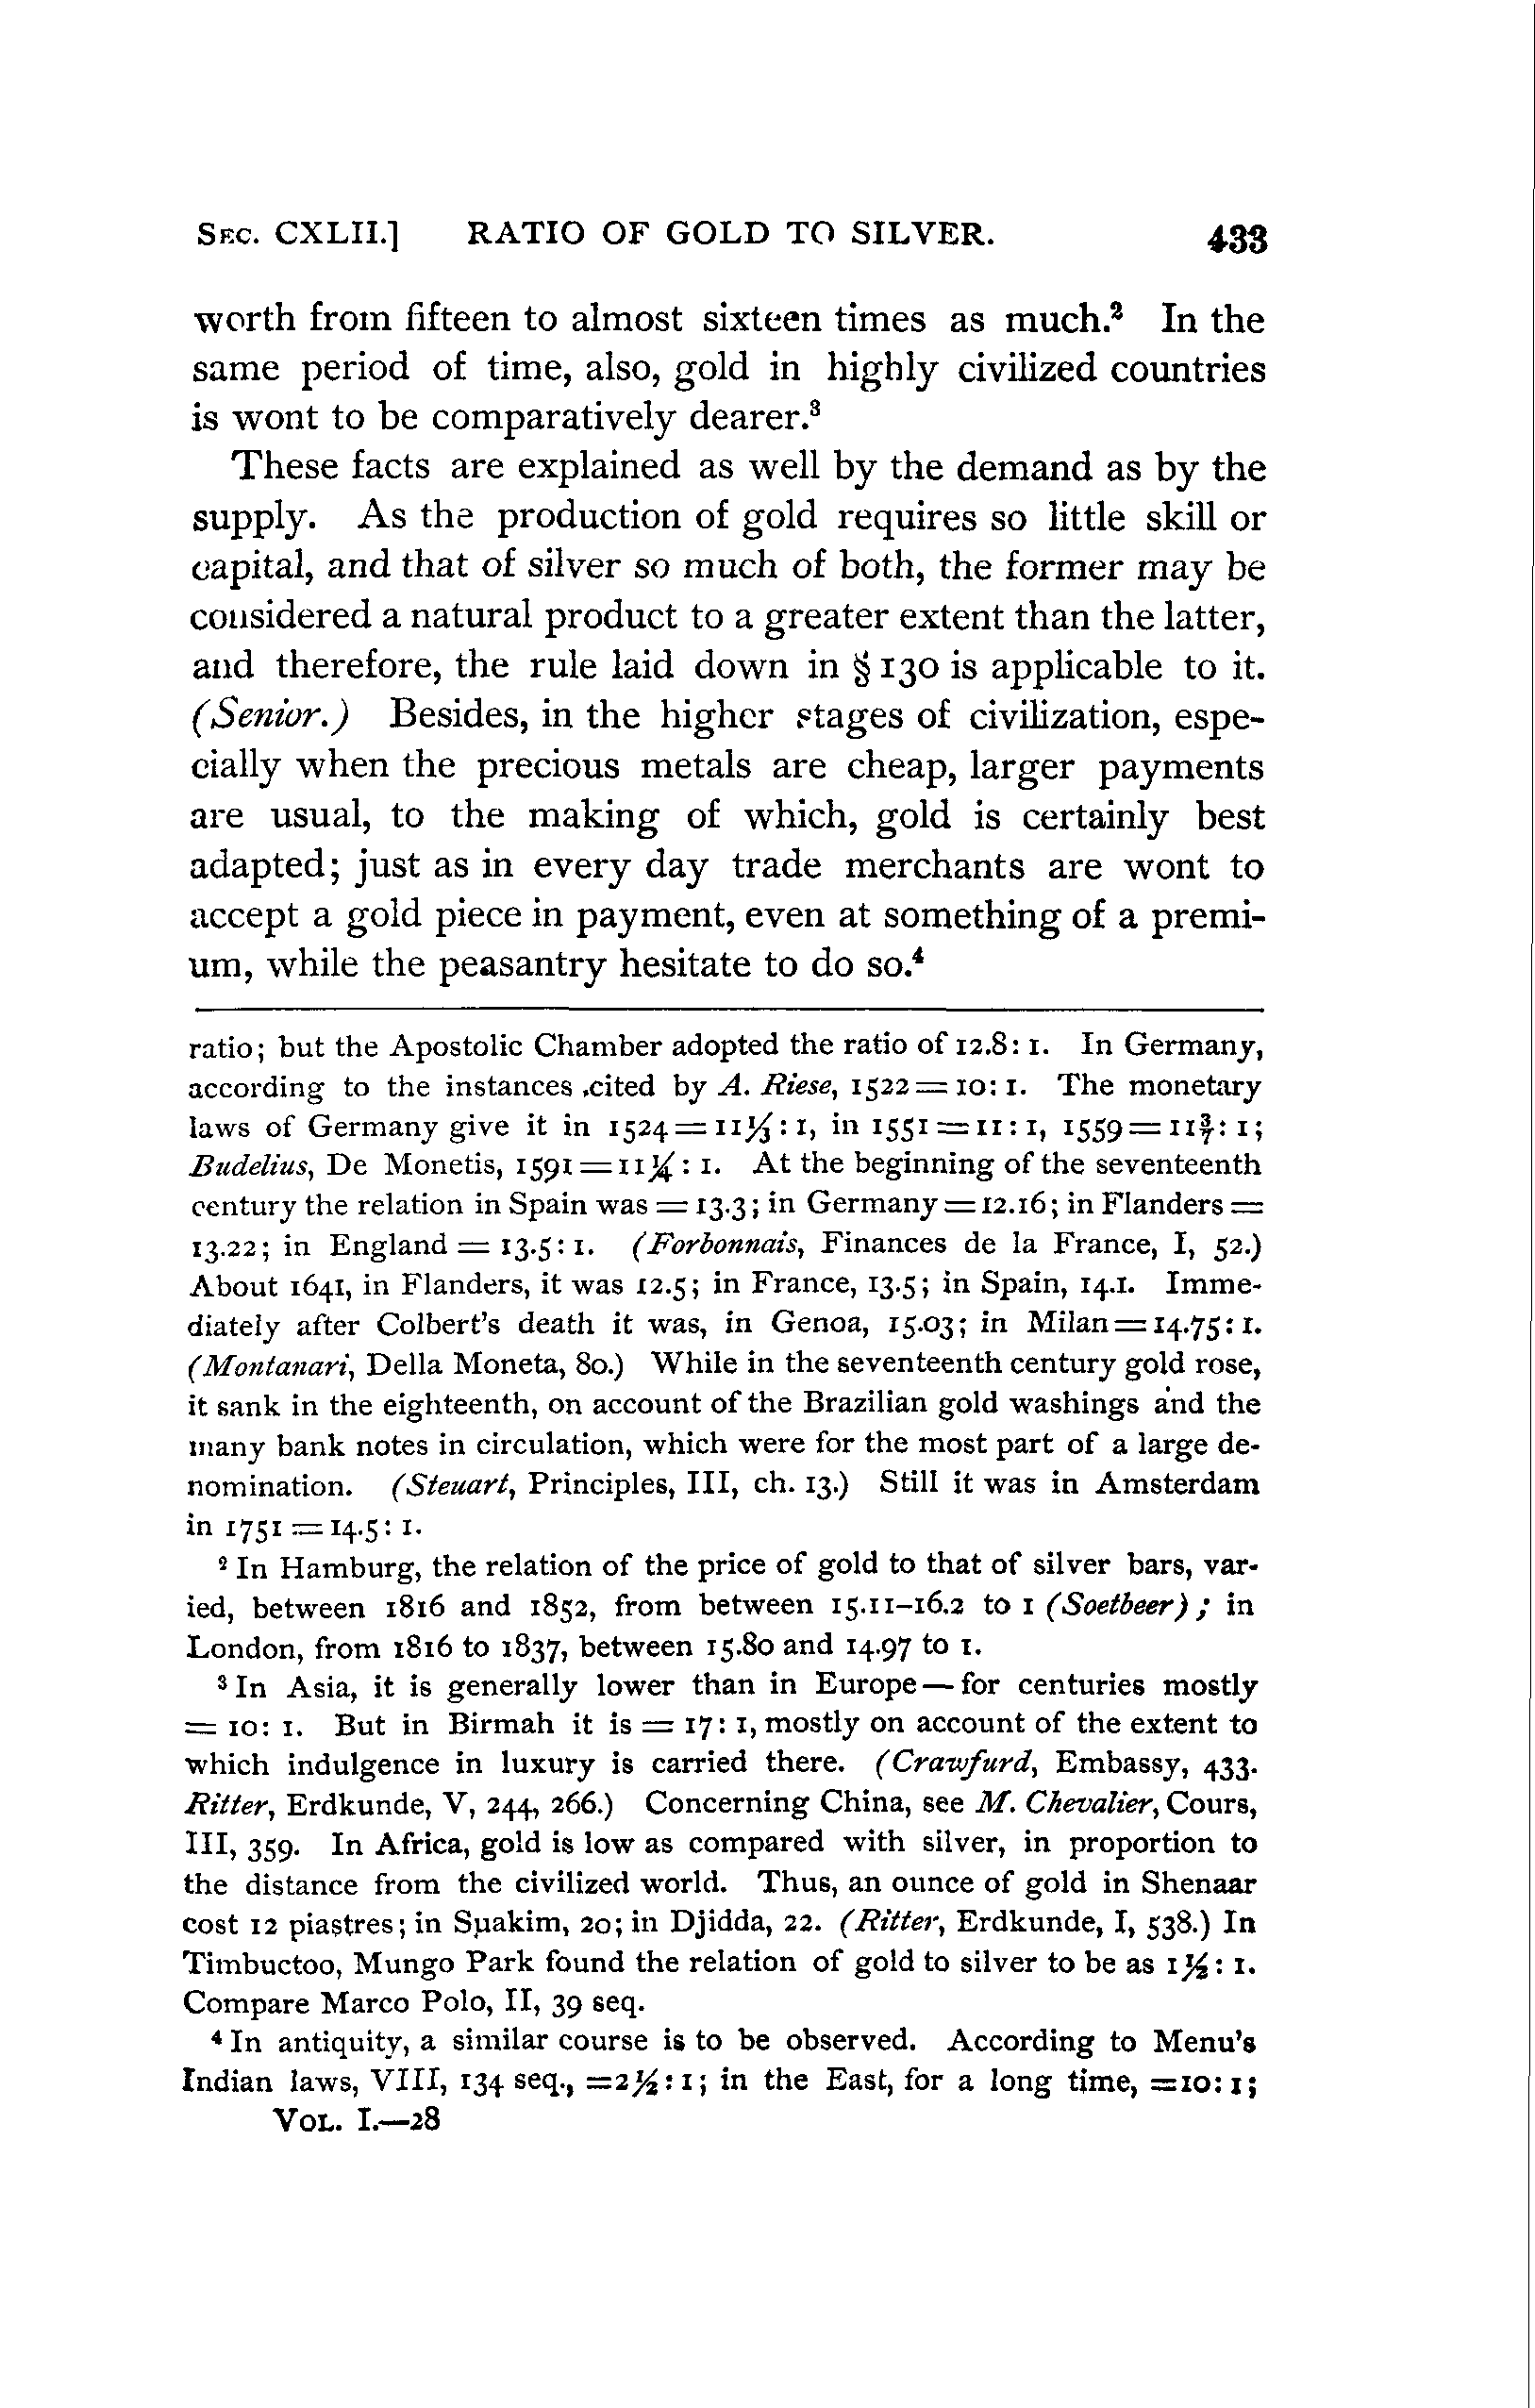 SEC. CXLII.] RATIO OF GOLD TO SILVER. 433
worth from fifteen to almost sixteen times as much.² In the
same period of time, also, gold in highly civilized countries
is wont to be comparatively dearer.³
These facts are explained as well by the demand as by the
supply. As the production of gold requires so little skill or
capital, and that of silver so much of both, the former may be
considered a natural product to a greater extent than the latter,
and therefore, the rule laid down in § 130 is applicable to it.
(Senior.) Besides, in the higher stages of civilization, espe-
cially when the precious metals are cheap, larger payments
are usual, to the making of which, gold is certainly best
adapted; just as in every day trade merchants are wont to
accept a gold piece in payment, even at something of a premi-
um, while the peasantry hesitate to do so.⁴
ratio; but the Apostolic Chamber adopted the ratio of 12.8: 1. In Germany,
according to the instances cited by A. Riese, 1522 = 10: 1. The monetary
laws of Germany give it in 1524 = 11⅓: 1, in 1551 = 11: 1, 1559 = 11 3/7: 1;
Budelius, De Monetis, 1591 = 11¾: 1. At the beginning of the seventeenth
century the relation in Spain was = 13.3; in Germany = 12.16; in Flanders =
13.22; in England = 13.5: 1. (Forbonnais, Finances de la France, I, 52.)
About 1641, in Flanders, it was 12.5; in France, 13.5; in Spain, 14.1. Imme-
diately after Colbert's death it was, in Genoa, 15.03; in Milan = 14.75: 1.
(Montanari, Della Moneta, 80.) While in the seventeenth century gold rose,
it sank in the eighteenth, on account of the Brazilian gold washings and the
many bank notes in circulation, which were for the most part of a large de-
nomination. (Steuart, Principles, III, ch. 13.) Still it was in Amsterdam
in 1751 = 14.5: 1.
² In Hamburg, the relation of the price of gold to that of silver bars, var-
ied, between 1816 and 1852, from between 15.11–16.2 to 1 (Soetbeer); in
London, from 1816 to 1837, between 15.80 and 14.97 to 1.
³ In Asia, it is generally lower than in Europe — for centuries mostly
= 10: 1. But in Birmah it is = 17: 1, mostly on account of the extent to
which indulgence in luxury is carried there. (Crawfurd, Embassy, 433.
Ritter, Erdkunde, V, 244, 266.) Concerning China, see M. Chevalier, Cours,
III, 359. In Africa, gold is low as compared with silver, in proportion to
the distance from the civilized world. Thus, an ounce of gold in Shenaar
cost 12 piastres; in Suakim, 20; in Djidda, 22. (Ritter, Erdkunde, I, 538.) In
Timbuctoo, Mungo Park found the relation of gold to silver to be as 1½: 1.
Compare Marco Polo, II, 39 seq.
⁴ In antiquity, a similar course is to be observed. According to Menu's
Indian laws, VIII, 134 seq., =2½: 1; in the East, for a long time, =10: 1;
VOL. I.—28